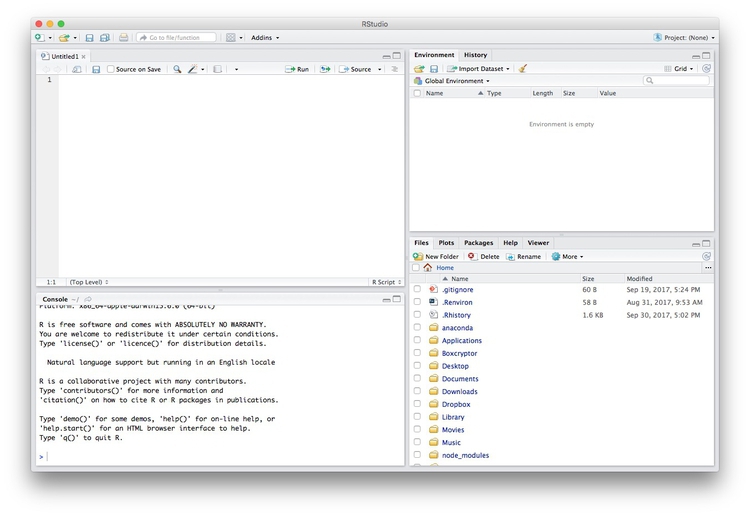 RStudio
Go to file/function
Addins
Project: (None)
Untitled1
Source on Save
Run
Source
1
1:1 (Top Level) R Script
Console ~/
Platform: x86_64-apple-darwin15.6.0 (64-bit)
R is free software and comes with ABSOLUTELY NO WARRANTY.
You are welcome to redistribute it under certain conditions.
Type 'license()' or 'licence()' for distribution details.
Natural language support but running in an English locale
R is a collaborative project with many contributors.
Type 'contributors()' for more information and
'citation()' on how to cite R or R packages in publications.
Type 'demo()' for some demos, 'help()' for on-line help, or
'help.start()' for an HTML browser interface to help.
Type 'q()' to quit R.
>
Environment History
Import Dataset Grid
Global Environment
Name Type Length Size Value
Environment is empty
Files Plots Packages Help Viewer
New Folder Delete Rename More
Home ...
Name Size Modified
.gitignore 60 B Sep 19, 2017, 5:24 PM
.Renviron 58 B Aug 31, 2017, 9:53 AM
.Rhistory 1.6 KB Sep 30, 2017, 5:02 PM
anaconda
Applications
Boxcryptor
Desktop
Documents
Downloads
Dropbox
Library
Movies
Music
node_modules